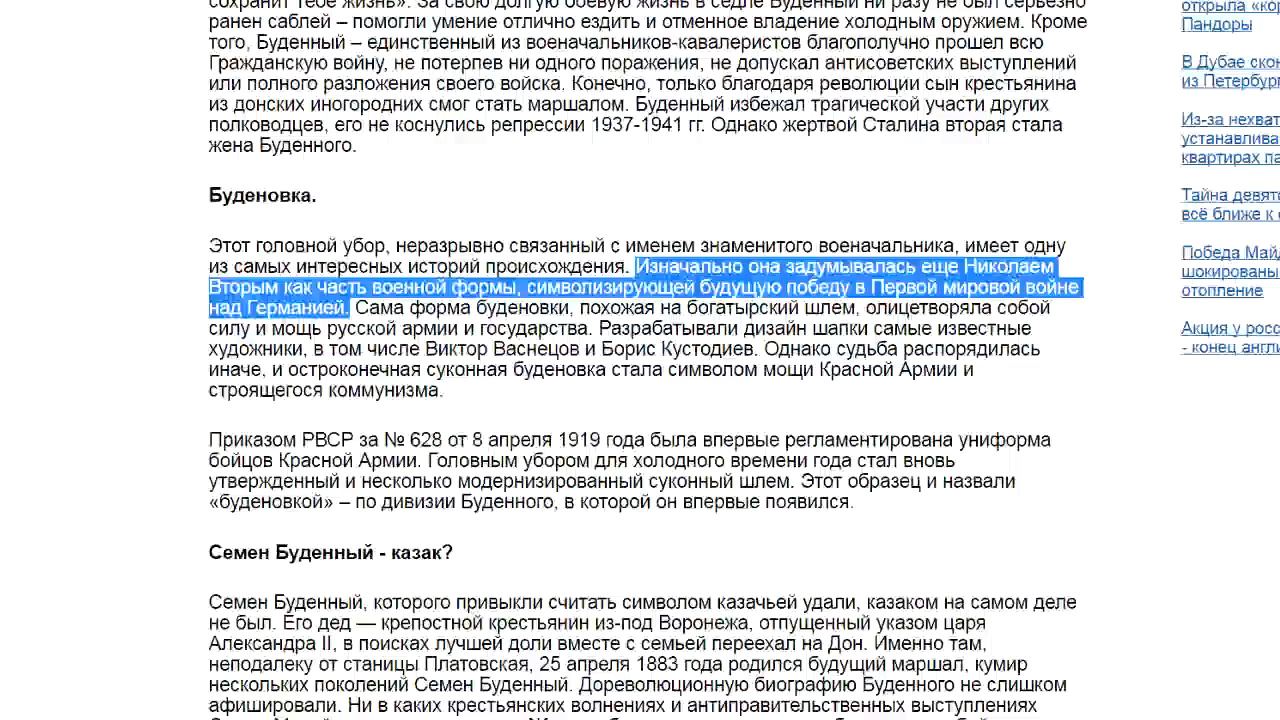 сохранит тебе жизнь». За свою долгую боевую жизнь в седле Буденный ни разу не был серьезно
ранен саблей – помогли умение отлично ездить и отменное владение холодным оружием. Кроме
того, Буденный – единственный из военачальников-кавалеристов благополучно прошел всю
Гражданскую войну, не потерпев ни одного поражения, не допускал антисоветских выступлений
или полного разложения своего войска. Конечно, только благодаря революции сын крестьянина
из донских иногородних смог стать маршалом. Буденный избежал трагической участи других
полководцев, его не коснулись репрессии 1937-1941 гг. Однако жертвой Сталина вторая стала
жена Буденного.
Буденовка.
Этот головной убор, неразрывно связанный с именем знаменитого военачальника, имеет одну
из самых интересных историй происхождения. Изначально она задумывалась еще Николаем
Вторым как часть военной формы, символизирующей будущую победу в Первой мировой войне
над Германией. Сама форма буденовки, похожая на богатырский шлем, олицетворяла собой
силу и мощь русской армии и государства. Разрабатывали дизайн шапки самые известные
художники, в том числе Виктор Васнецов и Борис Кустодиев. Однако судьба распорядилась
иначе, и остроконечная суконная буденовка стала символом мощи Красной Армии и
строящегося коммунизма.
Приказом РВСР за № 628 от 8 апреля 1919 года была впервые регламентирована униформа
бойцов Красной Армии. Головным убором для холодного времени года стал вновь
утвержденный и несколько модернизированный суконный шлем. Этот образец и назвали
«буденовкой» – по дивизии Буденного, в которой он впервые появился.
Семен Буденный - казак?
Семен Буденный, которого привыкли считать символом казачьей удали, казаком на самом деле
не был. Его дед — крепостной крестьянин из-под Воронежа, отпущенный указом царя
Александра II, в поисках лучшей доли вместе с семьей переехал на Дон. Именно там,
неподалеку от станицы Платовская, 25 апреля 1883 года родился будущий маршал, кумир
нескольких поколений Семен Буденный. Дореволюционную биографию Буденного не слишком
афишировали. Ни в каких крестьянских волнениях и антиправительственных выступлениях
открыла «кор
Пандоры
В Дубае скон
из Петербург
Из-за нехват
устанавлива
квартирах па
Тайна девято
всё ближе к
Победа Май
шокированы
отопление
Акция у росс
- конец англи